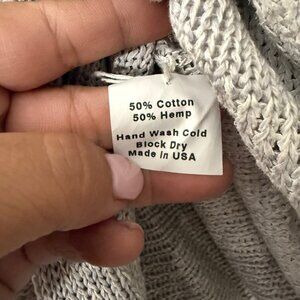 50% Cotton
50% Hemp
Hand Wash Cold
Block Dry
Made In USA